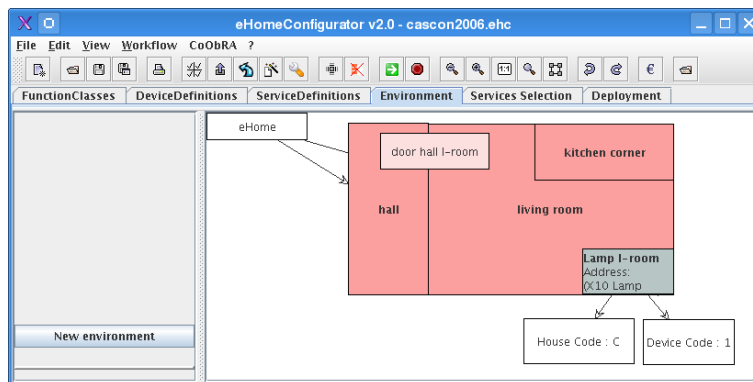 X eHomeConfigurator v2.0 - cascon2006.ehc
File Edit View Workflow CoObRA ?
1:1 €
FunctionClasses DeviceDefinitions ServiceDefinitions Environment Services Selection Deployment
eHome
door hall l-room
kitchen corner
hall
living room
Lamp l-room
Address:
(X10 Lamp
New environment
House Code : C
Device Code : 1